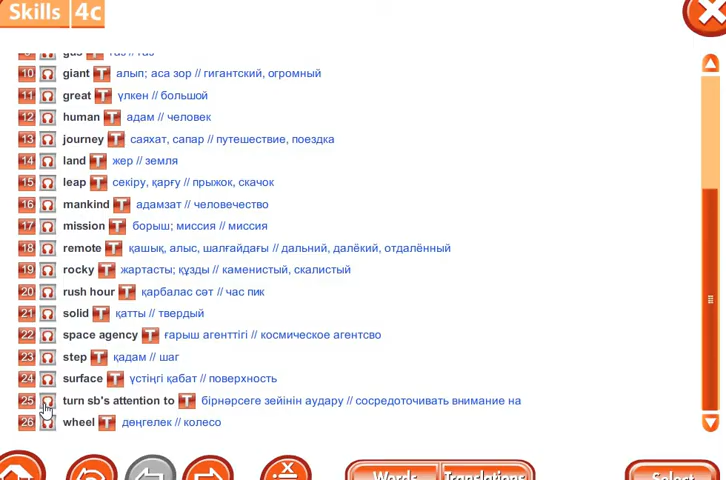 Skills 4c
10 giant T алып; аса зор // гигантский, огромный
11 great T үлкен // большой
12 human T адам // человек
13 journey T саяхат, сапар // путешествие, поездка
14 land T жер // земля
15 leap T секіру, қарғу // прыжок, скачок
16 mankind T адамзат // человечество
17 mission T борыш; миссия // миссия
18 remote T қашық, алыс, шалғайдағы // дальний, далёкий, отдалённый
19 rocky T жартасты; құзды // каменистый, скалистый
20 rush hour T қарбалас сәт // час пик
21 solid T қатты // твердый
22 space agency T ғарыш агенттігі // космическое агентсво
23 step T қадам // шаг
24 surface T үстіңгі қабат // поверхность
25 turn sb's attention to T бірнәрсеге зейінін аудару // сосредоточивать внимание на
26 wheel T дөңгелек // колесо
Words Translations Select